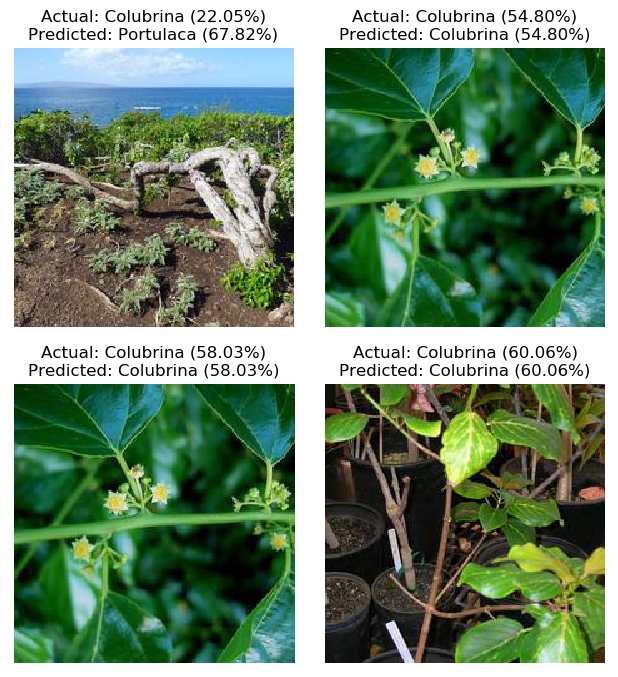 Actual: Colubrina (22.05%)
Predicted: Portulaca (67.82%)
Actual: Colubrina (54.80%)
Predicted: Colubrina (54.80%)
Actual: Colubrina (58.03%)
Predicted: Colubrina (58.03%)
Actual: Colubrina (60.06%)
Predicted: Colubrina (60.06%)